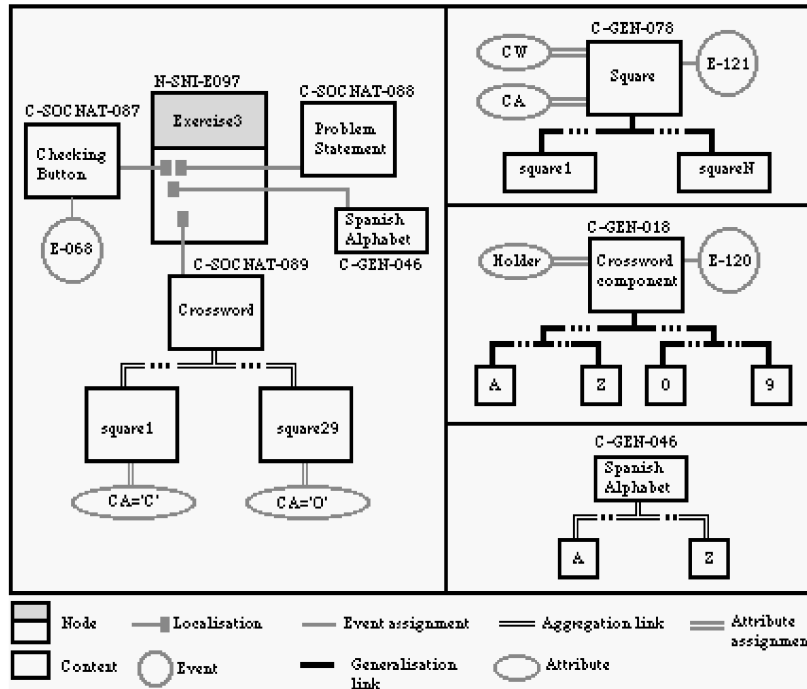 N-SNI-E097
C-SOCNAT-087
C-SOCNAT-088
Exercise3
Checking
Button
Problem
Statement
E-068
Spanish
Alphabet
C-GEN-046
C-SOCNAT-089
Crossword
...
...
square1
square29
CA='C'
CA='O'
C-GEN-078
CW
CA
Square
E-121
...
...
square1
squareN
C-GEN-018
Holder
Crossword
component
E-120
...
...
A
Z
0
9
C-GEN-046
Spanish
Alphabet
...
...
A
Z
Node
Localisation
Event assignment
Aggregation link
Attribute
assignment
Content
Event
Generalisation
link
Attribute